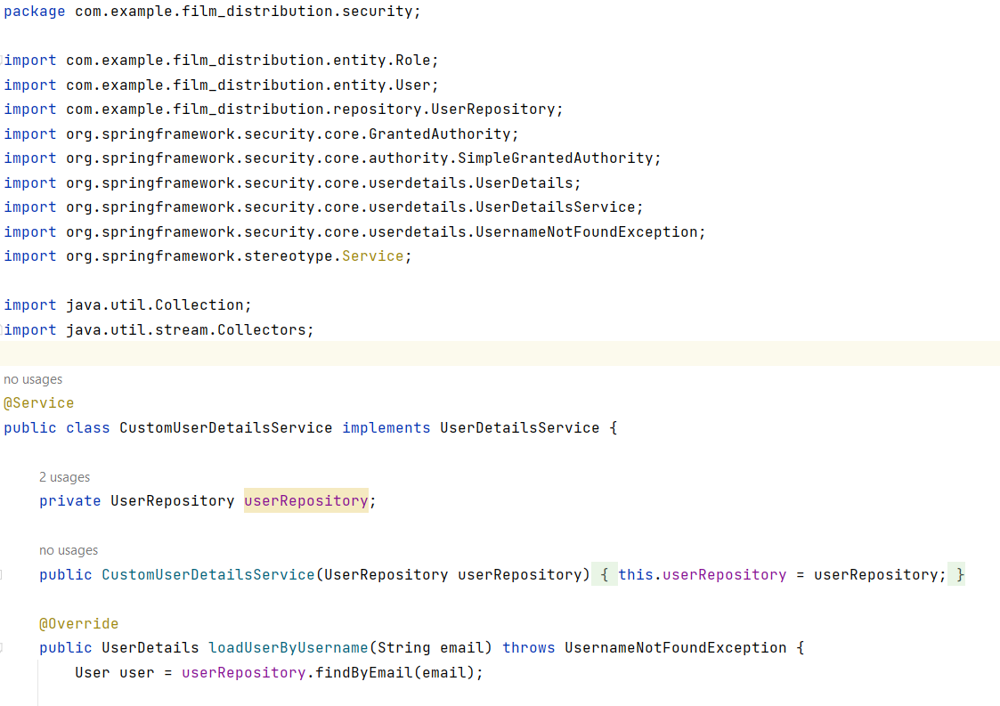 package com.example.film_distribution.security;
import com.example.film_distribution.entity.Role;
import com.example.film_distribution.entity.User;
import com.example.film_distribution.repository.UserRepository;
import org.springframework.security.core.GrantedAuthority;
import org.springframework.security.core.authority.SimpleGrantedAuthority;
import org.springframework.security.core.userdetails.UserDetails;
import org.springframework.security.core.userdetails.UserDetailsService;
import org.springframework.security.core.userdetails.UsernameNotFoundException;
import org.springframework.stereotype.Service;
import java.util.Collection;
import java.util.stream.Collectors;
no usages
@Service
public class CustomUserDetailsService implements UserDetailsService {
2 usages
private UserRepository userRepository;
no usages
public CustomUserDetailsService(UserRepository userRepository) { this.userRepository = userRepository; }
@Override
public UserDetails loadUserByUsername(String email) throws UsernameNotFoundException {
User user = userRepository.findByEmail(email);